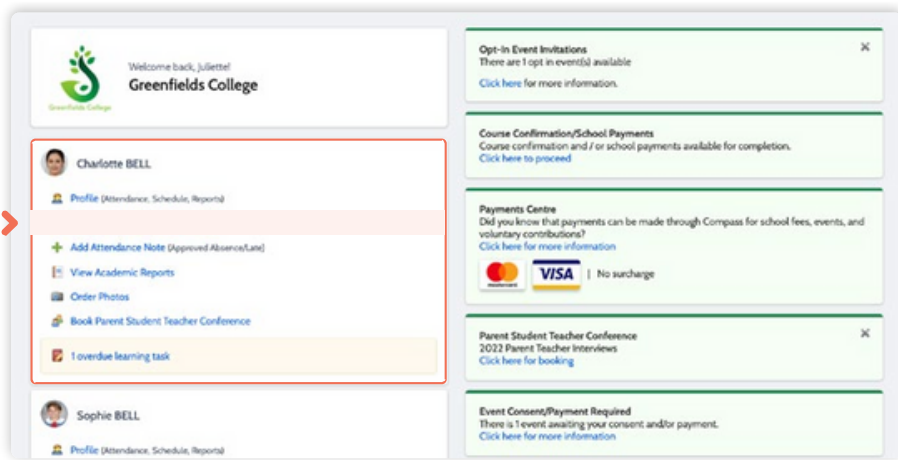 Welcome back, Juliette!
Greenfields College
Greenfields College
Charlotte BELL
Profile (Attendance, Schedule, Reports)
Add Attendance Note (Approved Absence/Late)
View Academic Reports
Order Photos
Book Parent Student Teacher Conference
1 overdue learning task
Sophie BELL
Profile (Attendance, Schedule, Reports)
Opt-In Event Invitations
There are 1 opt in event(s) available
Click here for more information.
Course Confirmation/School Payments
Course confirmation and / or school payments available for completion.
Click here to proceed
Payments Centre
Did you know that payments can be made through Compass for school fees, events, and
voluntary contributions?
Click here for more information
mastercard VISA | No surcharge
Parent Student Teacher Conference
2022 Parent Teacher Interviews
Click here for booking
Event Consent/Payment Required
There is 1 event awaiting your consent and/or payment.
Click here for more information